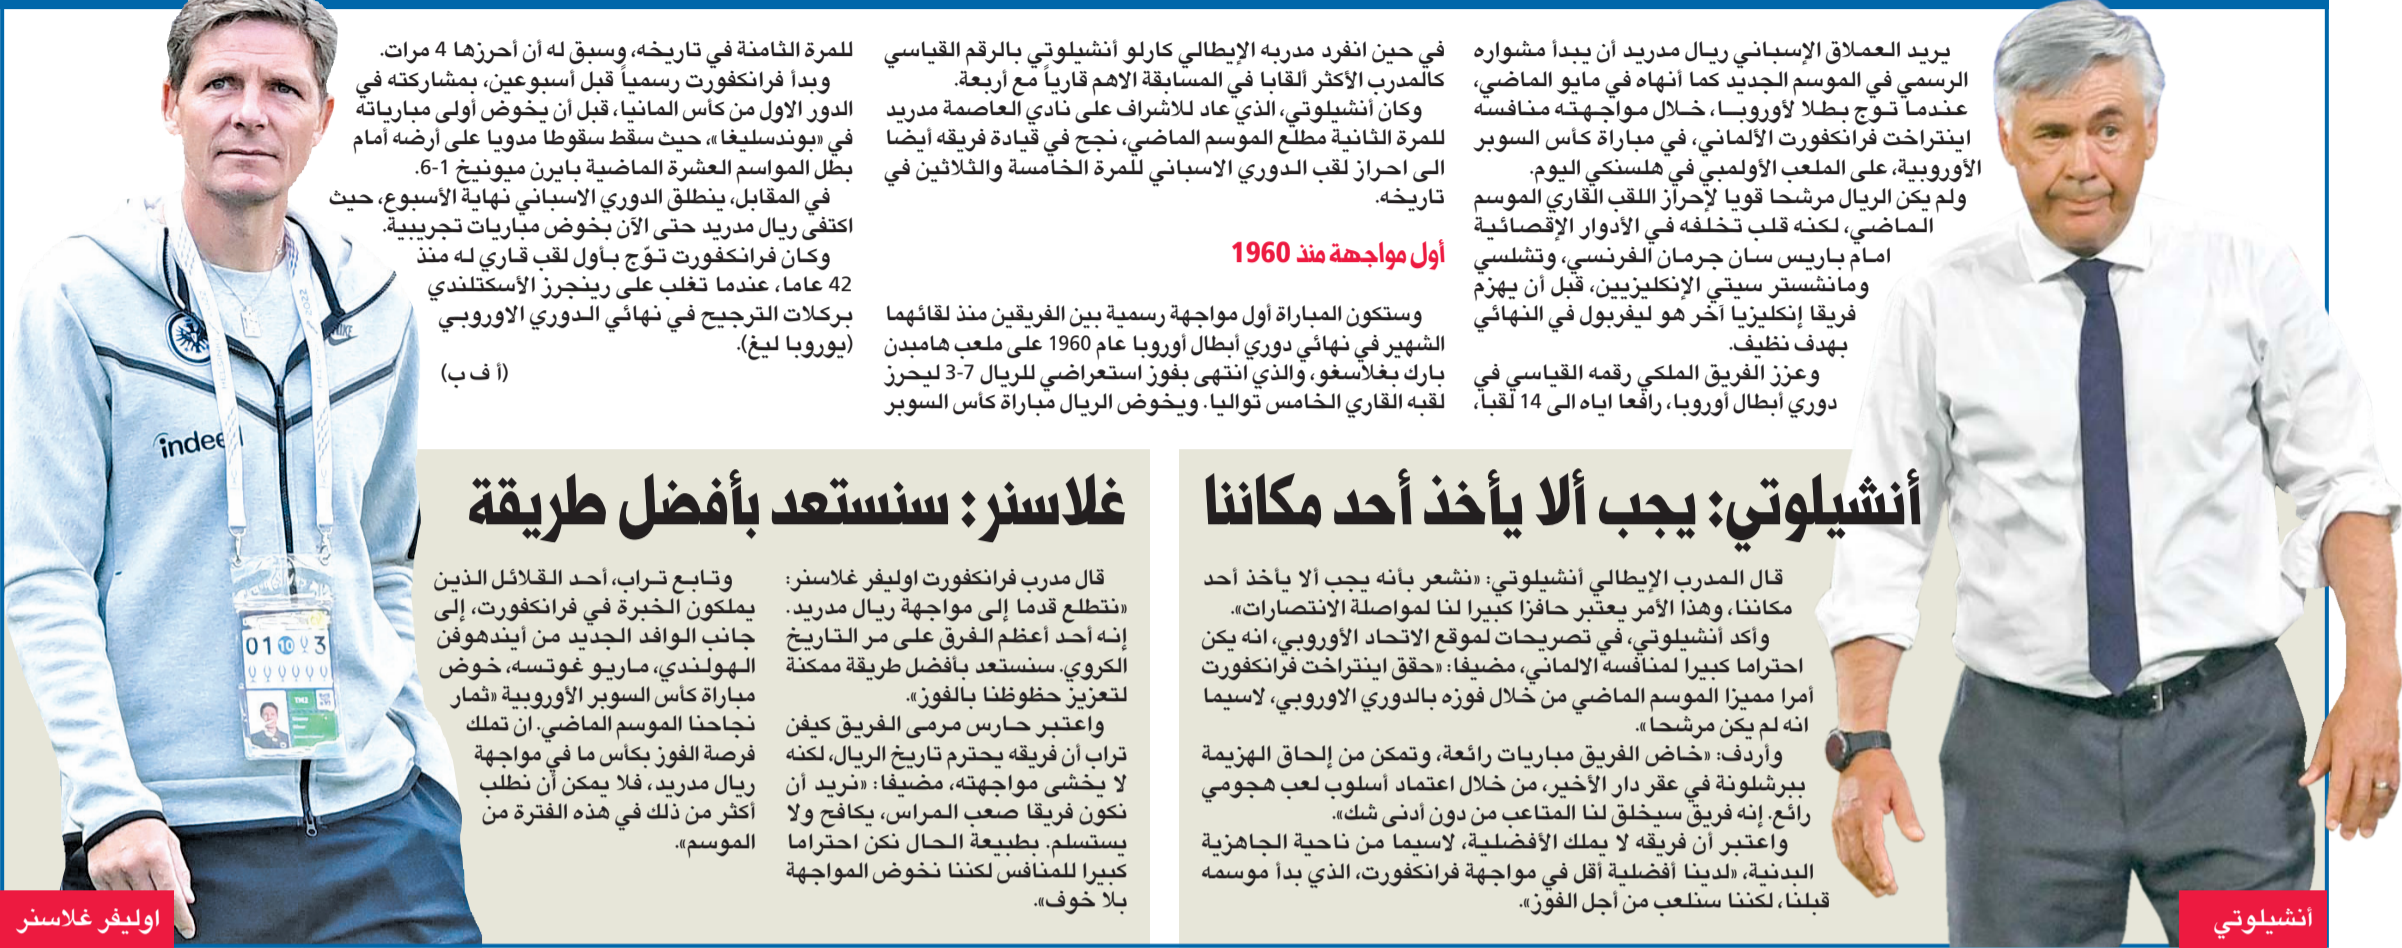 يريد العملاق الإسباني ريال مدريد أن يبدأ مشواره
الرسمي في الموسم الجديد كما أنهاه في مايو الماضي،
عندما توج بطلا لأوروبا، خلال مواجهته منافسه
اينتراخت فرانكفورت الألماني، في مباراة كأس السوبر
الأوروبية، على الملعب الأولمبي في هلسنكي اليوم.
ولم يكن الريال مرشحا قويا لإحراز اللقب القاري الموسم
الماضي، لكنه قلب تخلفه في الأدوار الإقصائية
امام باريس سان جرمان الفرنسي، وتشلسي
ومانشستر سيتي الإنكليزيين، قبل أن يهزم
فريقا إنكليزيا آخر هو ليفربول في النهائي
بهدف نظيف.
وعزز الفريق الملكي رقمه القياسي في
دوري أبطال أوروبا، رافعا اياه الى 14 لقبا،
في حين انفرد مدربه الإيطالي كارلو أنشيلوتي بالرقم القياسي
كالمدرب الأكثر ألقابا في المسابقة الاهم قارياً مع أربعة.
وكان أنشيلوتي، الذي عاد للاشراف على نادي العاصمة مدريد
للمرة الثانية مطلع الموسم الماضي، نجح في قيادة فريقه أيضا
الى احراز لقب الدوري الاسباني للمرة الخامسة والثلاثين في
تاريخه.
أول مواجهة منذ 1960
وستكون المباراة أول مواجهة رسمية بين الفريقين منذ لقائهما
الشهير في نهائي دوري أبطال أوروبا عام 1960 على ملعب هامبدن
بارك بغلاسغو، والذي انتهى بفوز استعراضي للريال 7-3 ليحرز
لقبه القاري الخامس تواليا. ويخوض الريال مباراة كأس السوبر
للمرة الثامنة في تاريخه، وسبق له أن أحرزها 4 مرات.
وبدأ فرانكفورت رسمياً قبل أسبوعين، بمشاركته في
الدور الاول من كأس المانيا، قبل أن يخوض أولى مبارياته
في «بوندسليغا»، حيث سقط سقوطا مدويا على أرضه أمام
بطل المواسم العشرة الماضية بايرن ميونيخ 1-6.
في المقابل، ينطلق الدوري الاسباني نهاية الأسبوع، حيث
اكتفى ريال مدريد حتى الآن بخوض مباريات تجريبية.
وكان فرانكفورت توّج بأول لقب قاري له منذ
42 عاما، عندما تغلب على رينجرز الأسكتلندي
بركلات الترجيح في نهائي الدوري الاوروبي
(يوروبا ليغ).
(أ ف ب)
أنشيلوتي: يجب ألا يأخذ أحد مكاننا
قال المدرب الإيطالي أنشيلوتي: «نشعر بأنه يجب ألا يأخذ أحد
مكاننا، وهذا الأمر يعتبر حافزا كبيرا لنا لمواصلة الانتصارات».
وأكد أنشيلوتي، في تصريحات لموقع الاتحاد الأوروبي، انه يكن
احتراما كبيرا لمنافسه الالماني، مضيفا: «حقق اينتراخت فرانكفورت
أمرا مميزا الموسم الماضي من خلال فوزه بالدوري الاوروبي، لاسيما
انه لم يكن مرشحا».
وأردف: «خاض الفريق مباريات رائعة، وتمكن من إلحاق الهزيمة
ببرشلونة في عقر دار الأخير، من خلال اعتماد أسلوب لعب هجومي
رائع. إنه فريق سيخلق لنا المتاعب من دون أدنى شك».
واعتبر أن فريقه لا يملك الأفضلية، لاسيما من ناحية الجاهزية
البدنية، «لدينا أفضلية أقل في مواجهة فرانكفورت، الذي بدأ موسمه
قبلنا، لكننا سنلعب من أجل الفوز».
أنشيلوتي
غلاسنر: سنستعد بأفضل طريقة
قال مدرب فرانكفورت اوليفر غلاسنر:
«نتطلع قدما إلى مواجهة ريال مدريد.
إنه أحد أعظم الفرق على مر التاريخ
الكروي. سنستعد بأفضل طريقة ممكنة
لتعزيز حظوظنا بالفوز».
واعتبر حارس مرمى الفريق كيفن
تراب أن فريقه يحترم تاريخ الريال، لكنه
لا يخشى مواجهته، مضيفا: «نريد أن
نكون فريقا صعب المراس، يكافح ولا
يستسلم. بطبيعة الحال نكن احتراما
كبيرا للمنافس لكننا نخوض المواجهة
بلا خوف».
وتابع تراب، أحد القلائل الذين
يملكون الخبرة في فرانكفورت، إلى
جانب الوافد الجديد من أيندهوفن
الهولندي، ماريو غوتسه، خوض
مباراة كأس السوبر الأوروبية «ثمار
نجاحنا الموسم الماضي. ان تملك
فرصة الفوز بكأس ما في مواجهة
ريال مدريد، فلا يمكن أن نطلب
أكثر من ذلك في هذه الفترة من
الموسم».
indeed
01 10 3
TM2
اوليفر غلاسنر